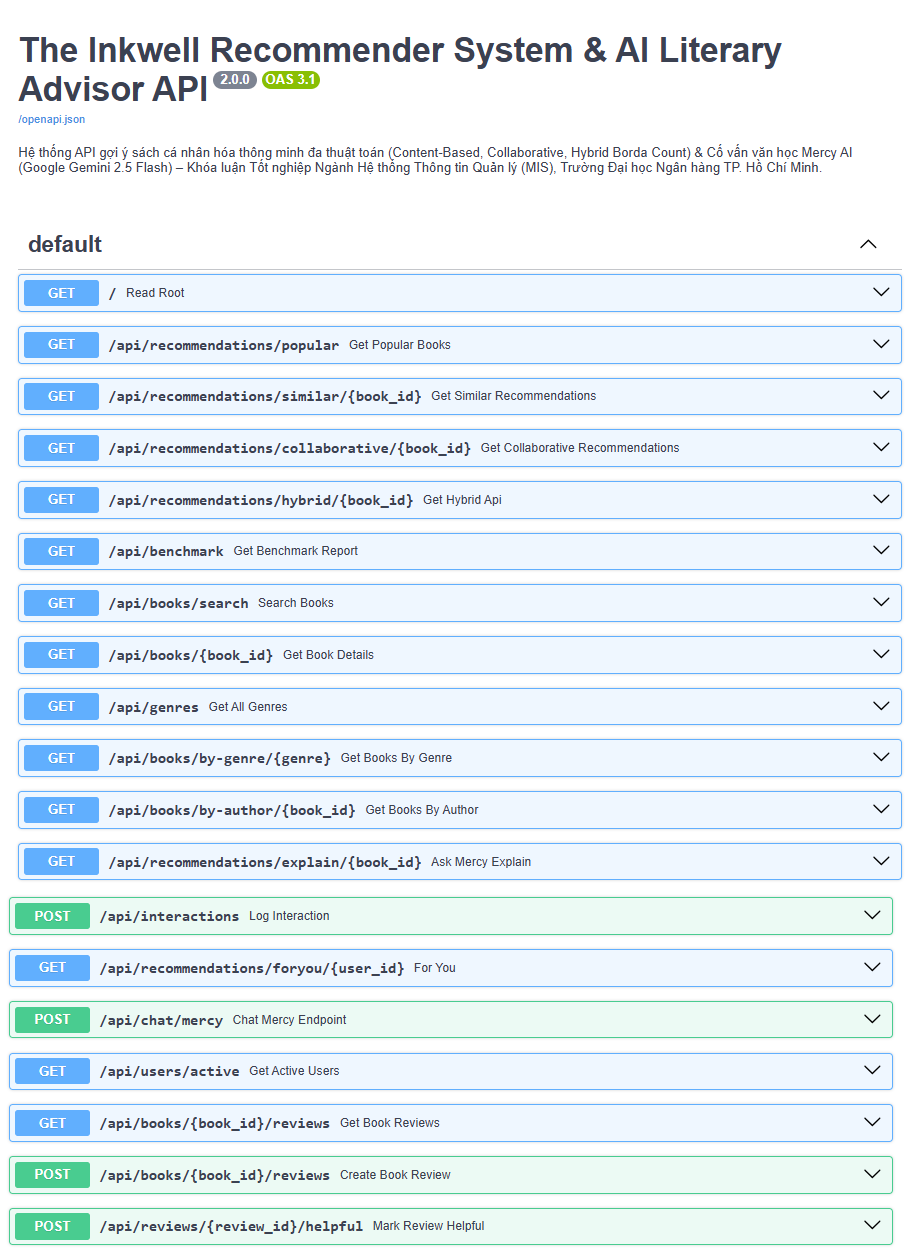 The Inkwell Recommender System & AI Literary
Advisor API 2.0.0 OAS 3.1
/openapi.json
Hệ thống API gợi ý sách cá nhân hóa thông minh đa thuật toán (Content-Based, Collaborative, Hybrid Borda Count) & Cố vấn văn học Mercy AI
(Google Gemini 2.5 Flash) – Khóa luận Tốt nghiệp Ngành Hệ thống Thông tin Quản lý (MIS), Trường Đại học Ngân hàng TP. Hồ Chí Minh.
default
GET / Read Root
GET /api/recommendations/popular Get Popular Books
GET /api/recommendations/similar/{book_id} Get Similar Recommendations
GET /api/recommendations/collaborative/{book_id} Get Collaborative Recommendations
GET /api/recommendations/hybrid/{book_id} Get Hybrid Api
GET /api/benchmark Get Benchmark Report
GET /api/books/search Search Books
GET /api/books/{book_id} Get Book Details
GET /api/genres Get All Genres
GET /api/books/by-genre/{genre} Get Books By Genre
GET /api/books/by-author/{book_id} Get Books By Author
GET /api/recommendations/explain/{book_id} Ask Mercy Explain
POST /api/interactions Log Interaction
GET /api/recommendations/foryou/{user_id} For You
POST /api/chat/mercy Chat Mercy Endpoint
GET /api/users/active Get Active Users
GET /api/books/{book_id}/reviews Get Book Reviews
POST /api/books/{book_id}/reviews Create Book Review
POST /api/reviews/{review_id}/helpful Mark Review Helpful